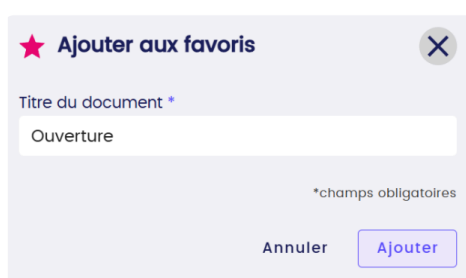 Ajouter aux favoris
Titre du document *
Ouverture
*champs obligatoires
Annuler Ajouter